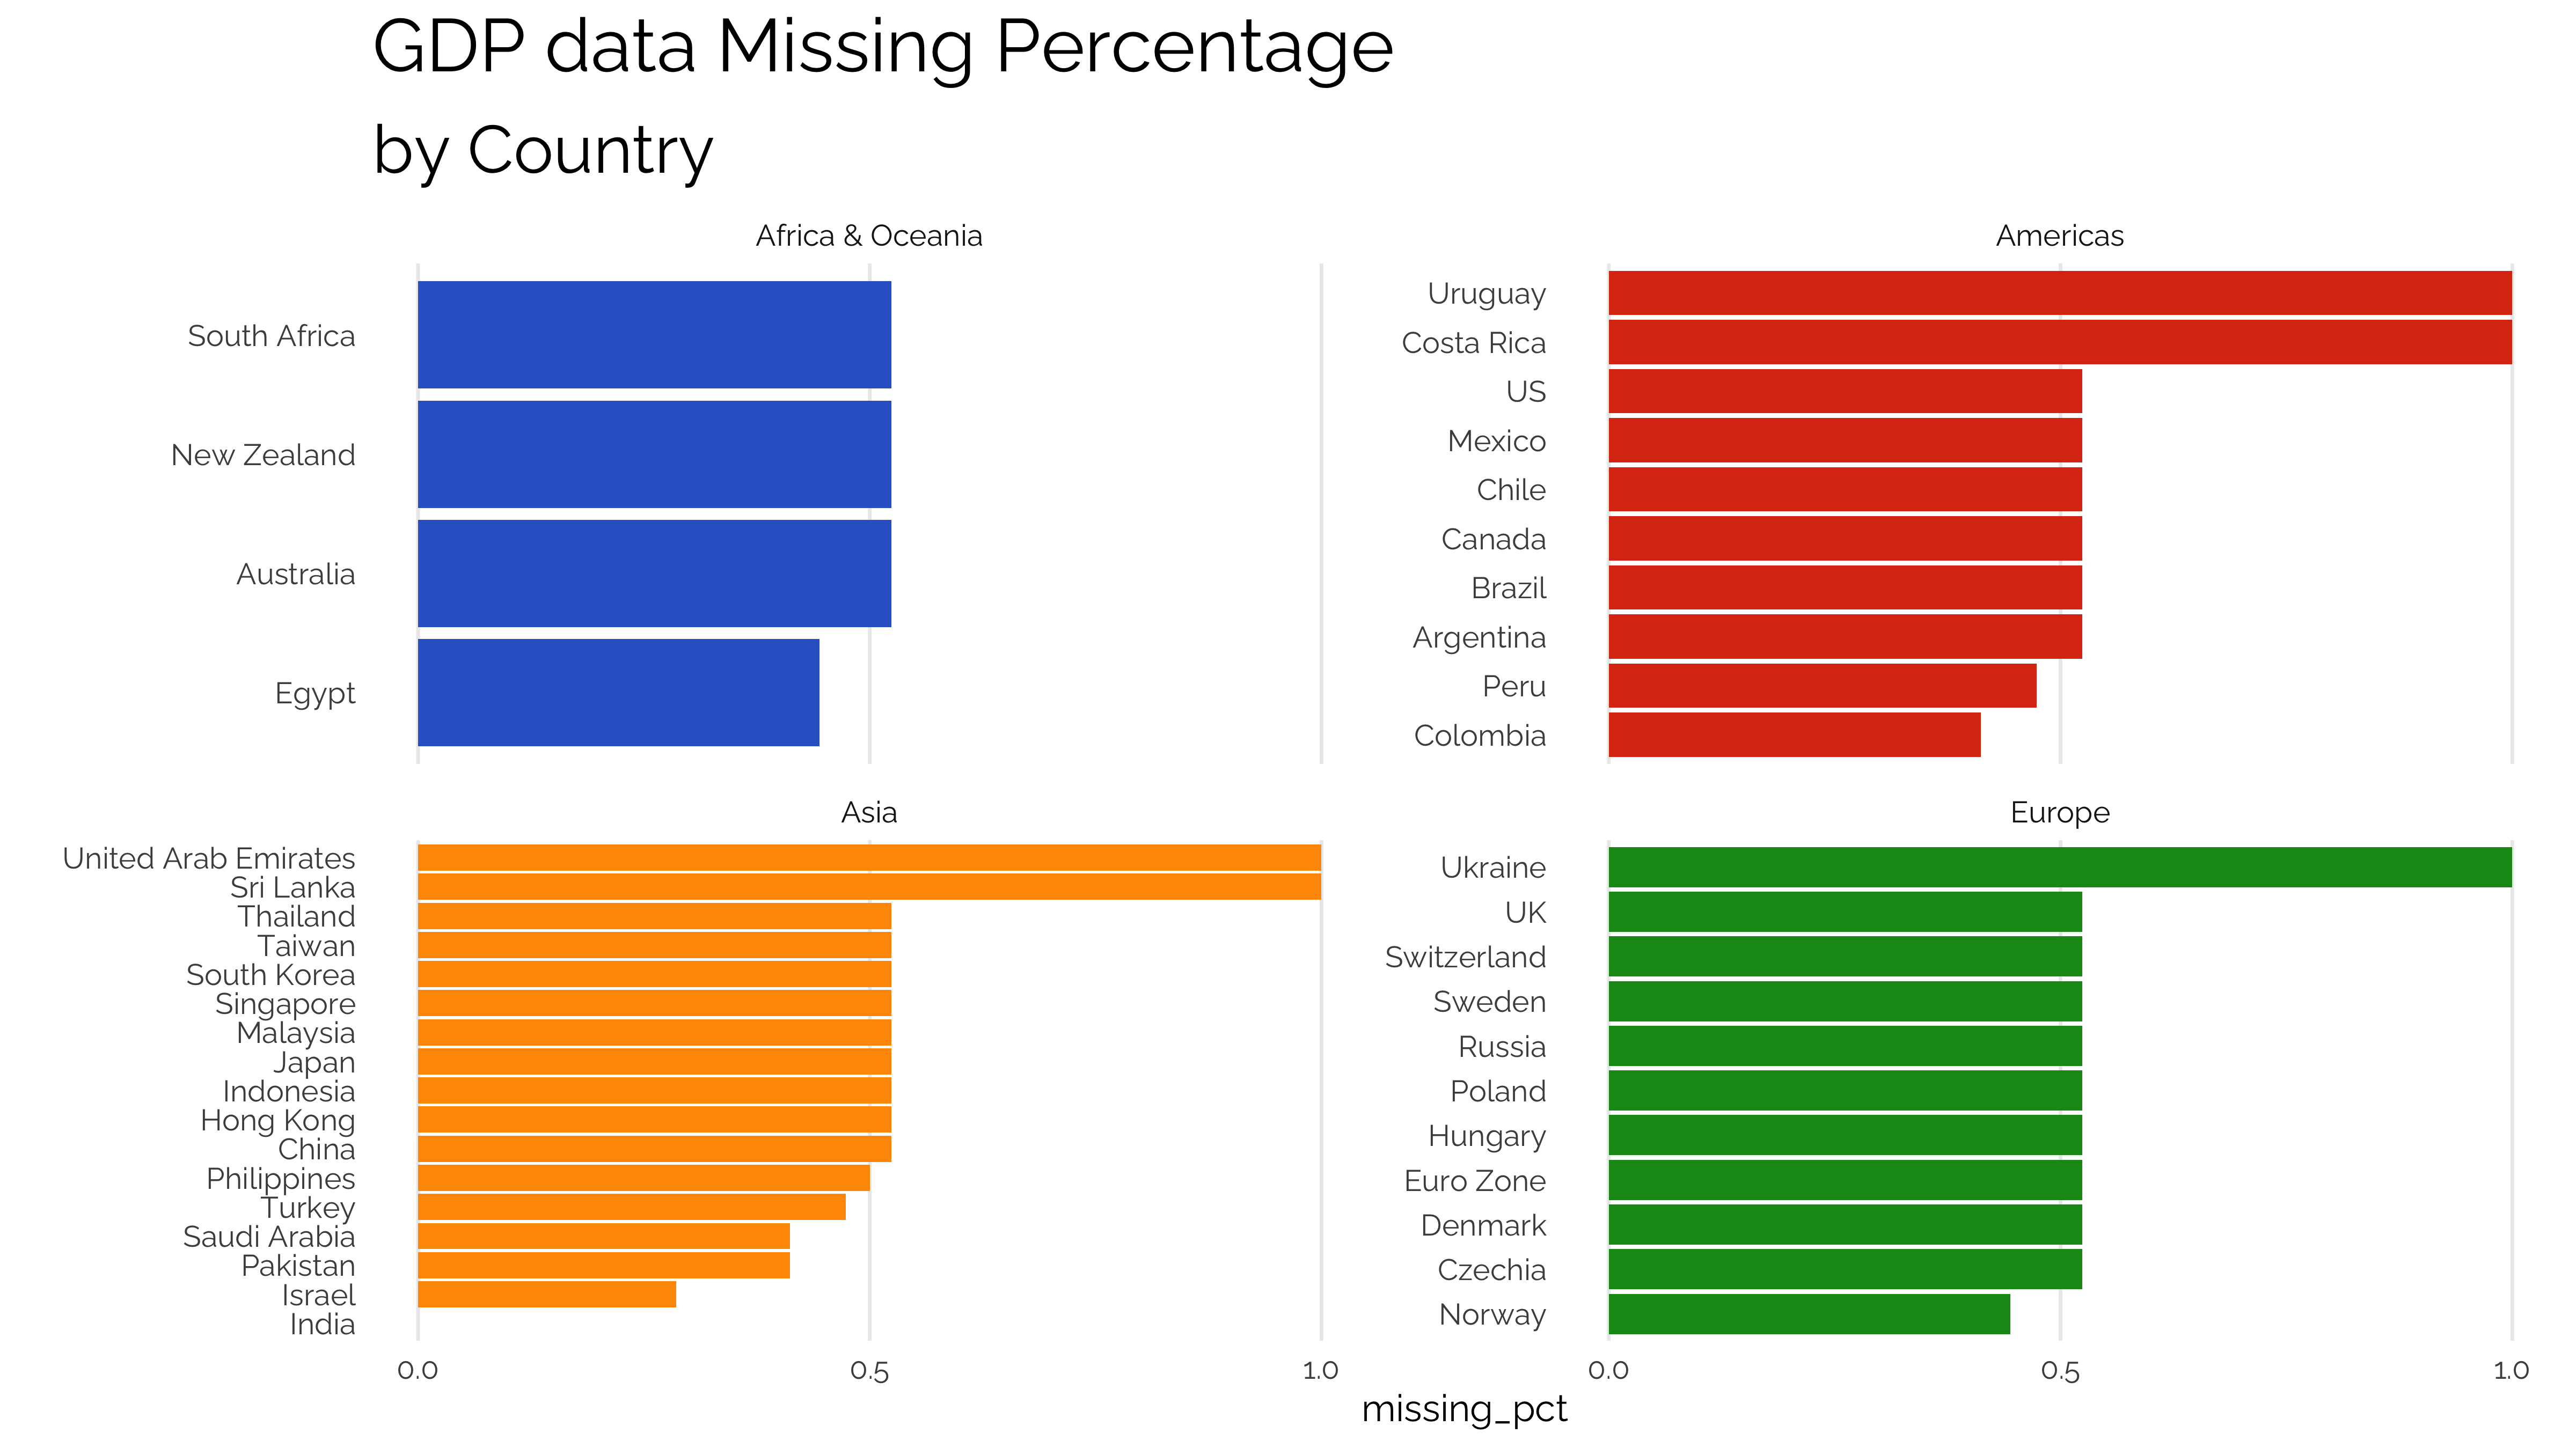 GDP data Missing Percentage
by Country
Africa & Oceania
South Africa
New Zealand
Australia
Egypt
Americas
Uruguay
Costa Rica
US
Mexico
Chile
Canada
Brazil
Argentina
Peru
Colombia
Asia
United Arab Emirates
Sri Lanka
Thailand
Taiwan
South Korea
Singapore
Malaysia
Japan
Indonesia
Hong Kong
China
Philippines
Turkey
Saudi Arabia
Pakistan
Israel
India
0.0 0.5 1.0
Europe
Ukraine
UK
Switzerland
Sweden
Russia
Poland
Hungary
Euro Zone
Denmark
Czechia
Norway
0.0 0.5 1.0
missing_pct